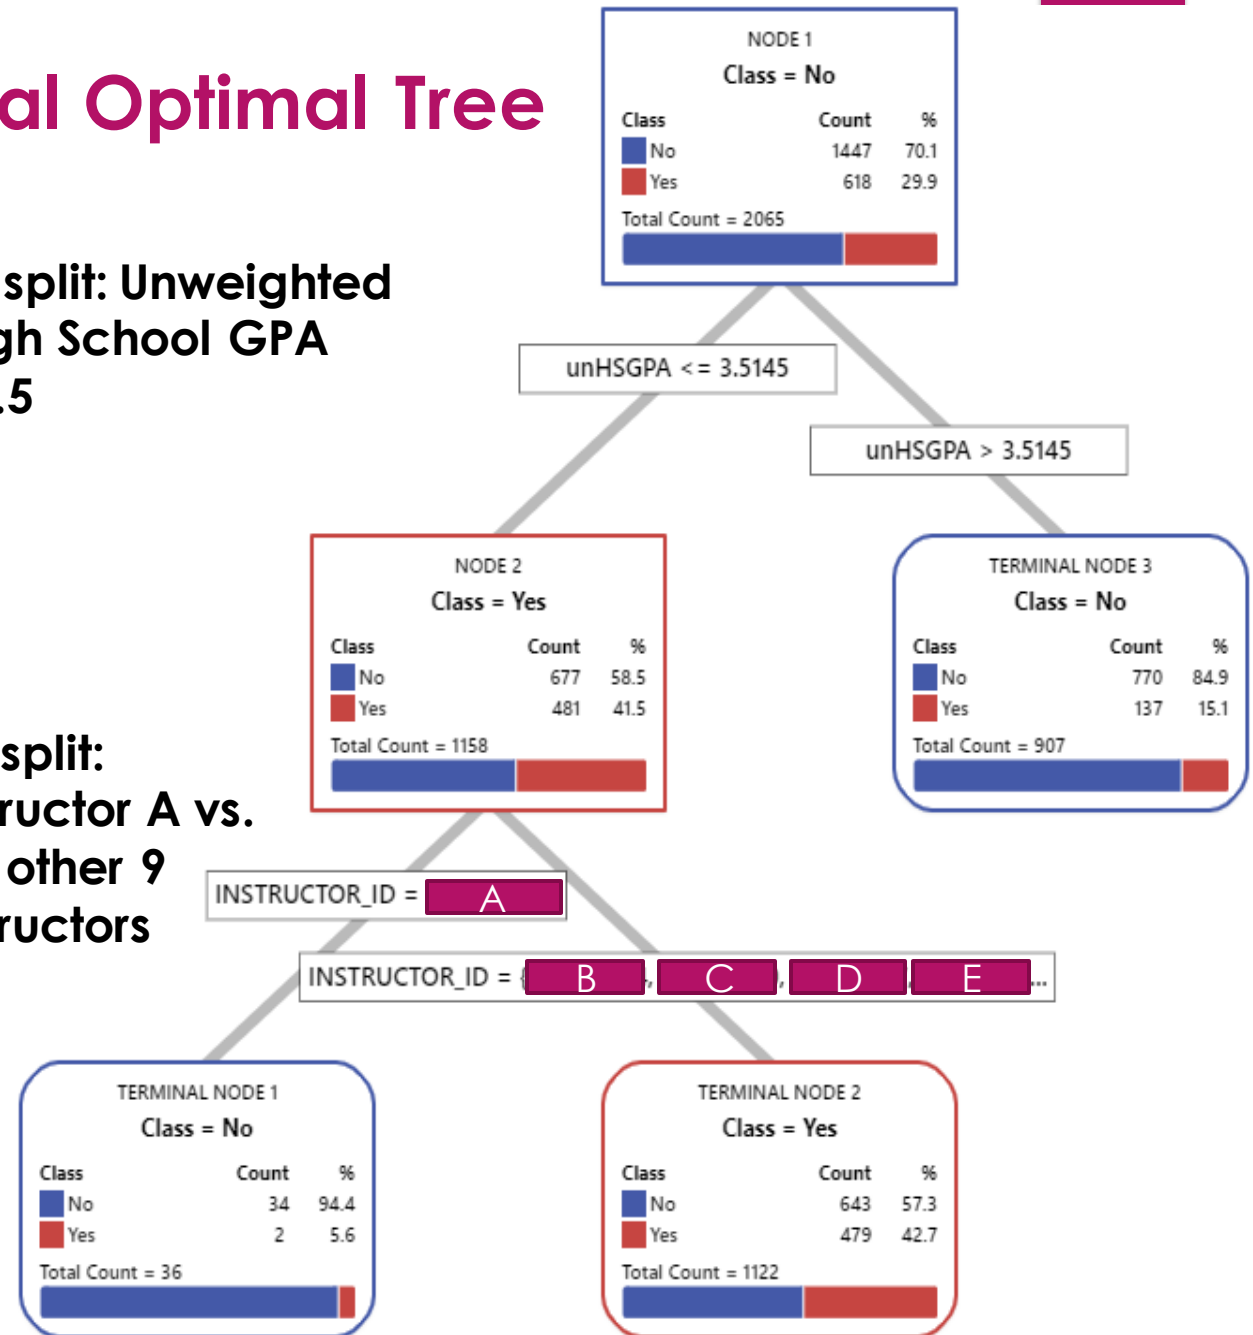 al Optimal Tree
NODE 1
Class = No
Class Count %
No 1447 70.1
Yes 618 29.9
Total Count = 2065
split: Unweighted
gh School GPA
.5
unHSGPA <= 3.5145
unHSGPA > 3.5145
NODE 2
Class = Yes
Class Count %
No 677 58.5
Yes 481 41.5
Total Count = 1158
TERMINAL NODE 3
Class = No
Class Count %
No 770 84.9
Yes 137 15.1
Total Count = 907
split:
ructor A vs.
other 9
ructors
INSTRUCTOR_ID = A
INSTRUCTOR_ID = { B , C , D , E ...
TERMINAL NODE 1
Class = No
Class Count %
No 34 94.4
Yes 2 5.6
Total Count = 36
TERMINAL NODE 2
Class = Yes
Class Count %
No 643 57.3
Yes 479 42.7
Total Count = 1122